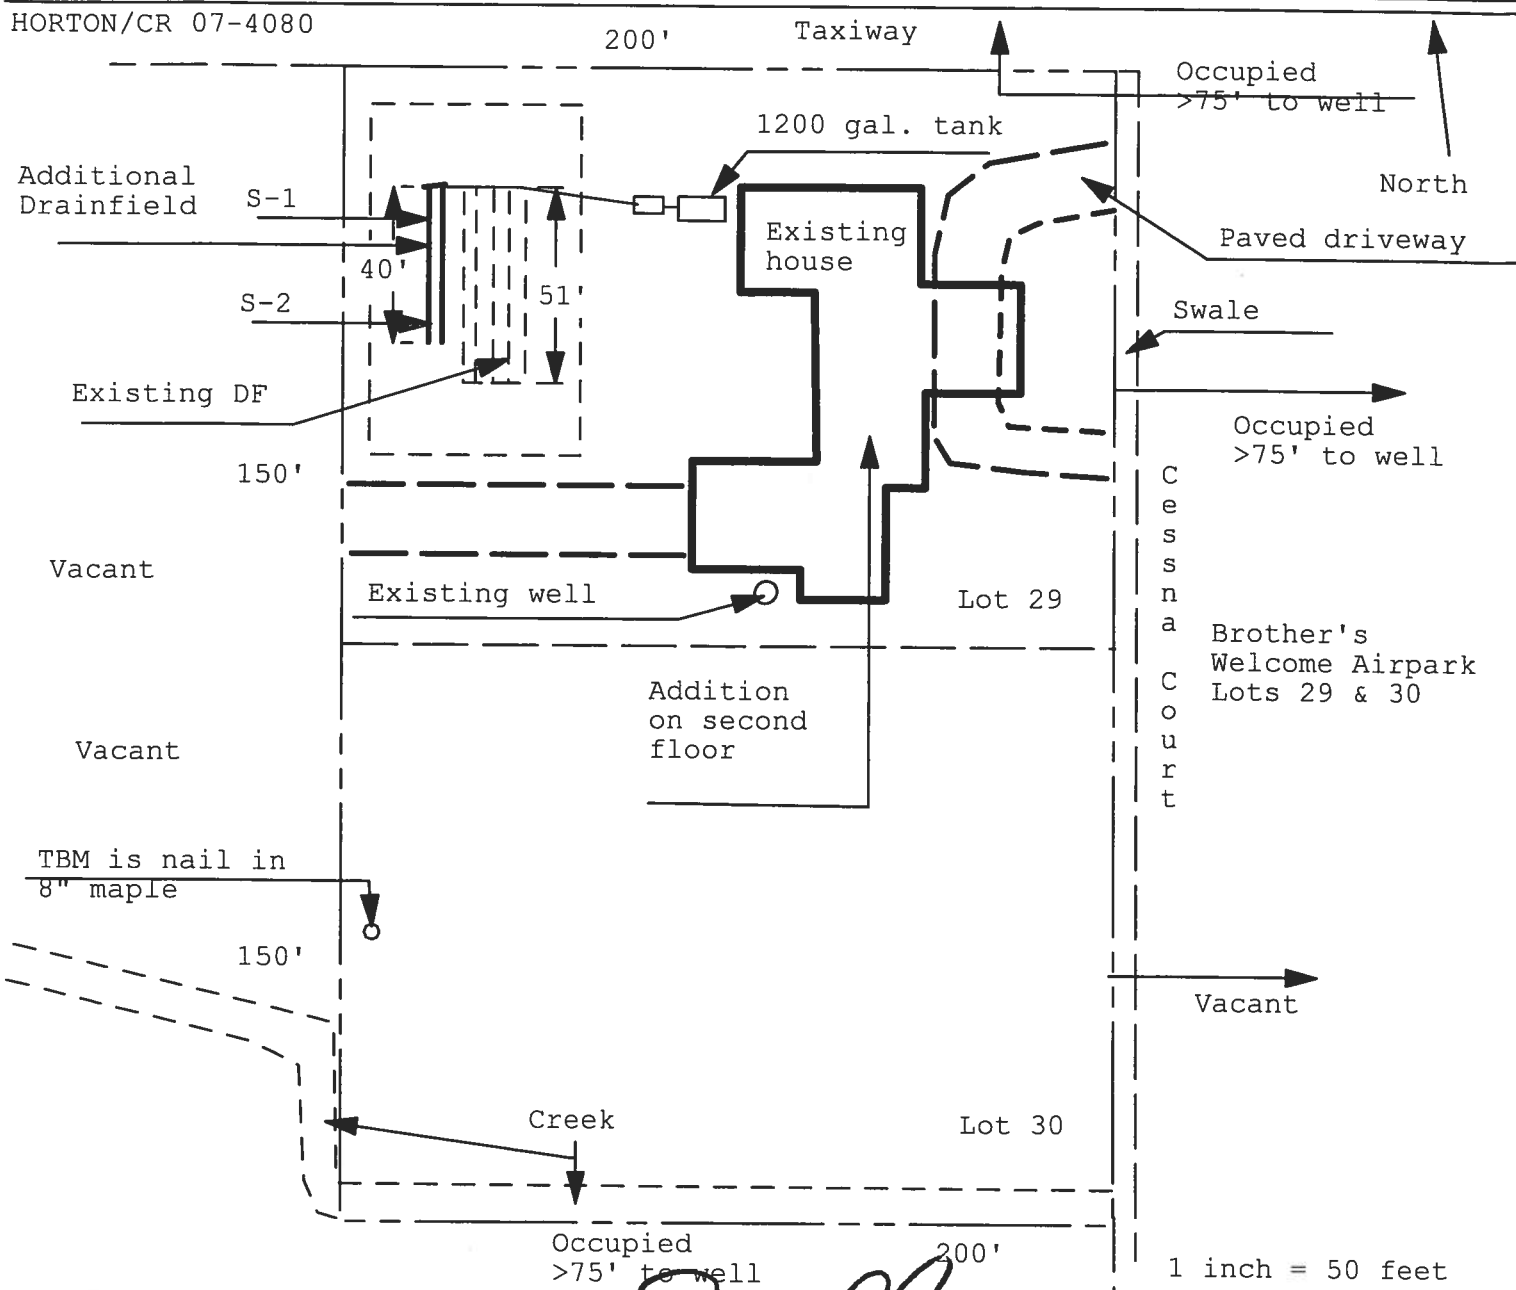 HORTON/CR 07-4080
200'
Taxiway
Occupied
>75' to well
North
1200 gal. tank
Additional
Drainfield
S-1
S-2
40'
51'
Existing
house
Paved driveway
Swale
Existing DF
Occupied
>75' to well
150'
Vacant
Existing well
Lot 29
Cessna Court
Brother's
Welcome Airpark
Lots 29 & 30
Addition
on second
floor
Vacant
TBM is nail in
8" maple
150'
Vacant
Creek
Lot 30
Occupied
>75' to well
200'
1 inch = 50 feet